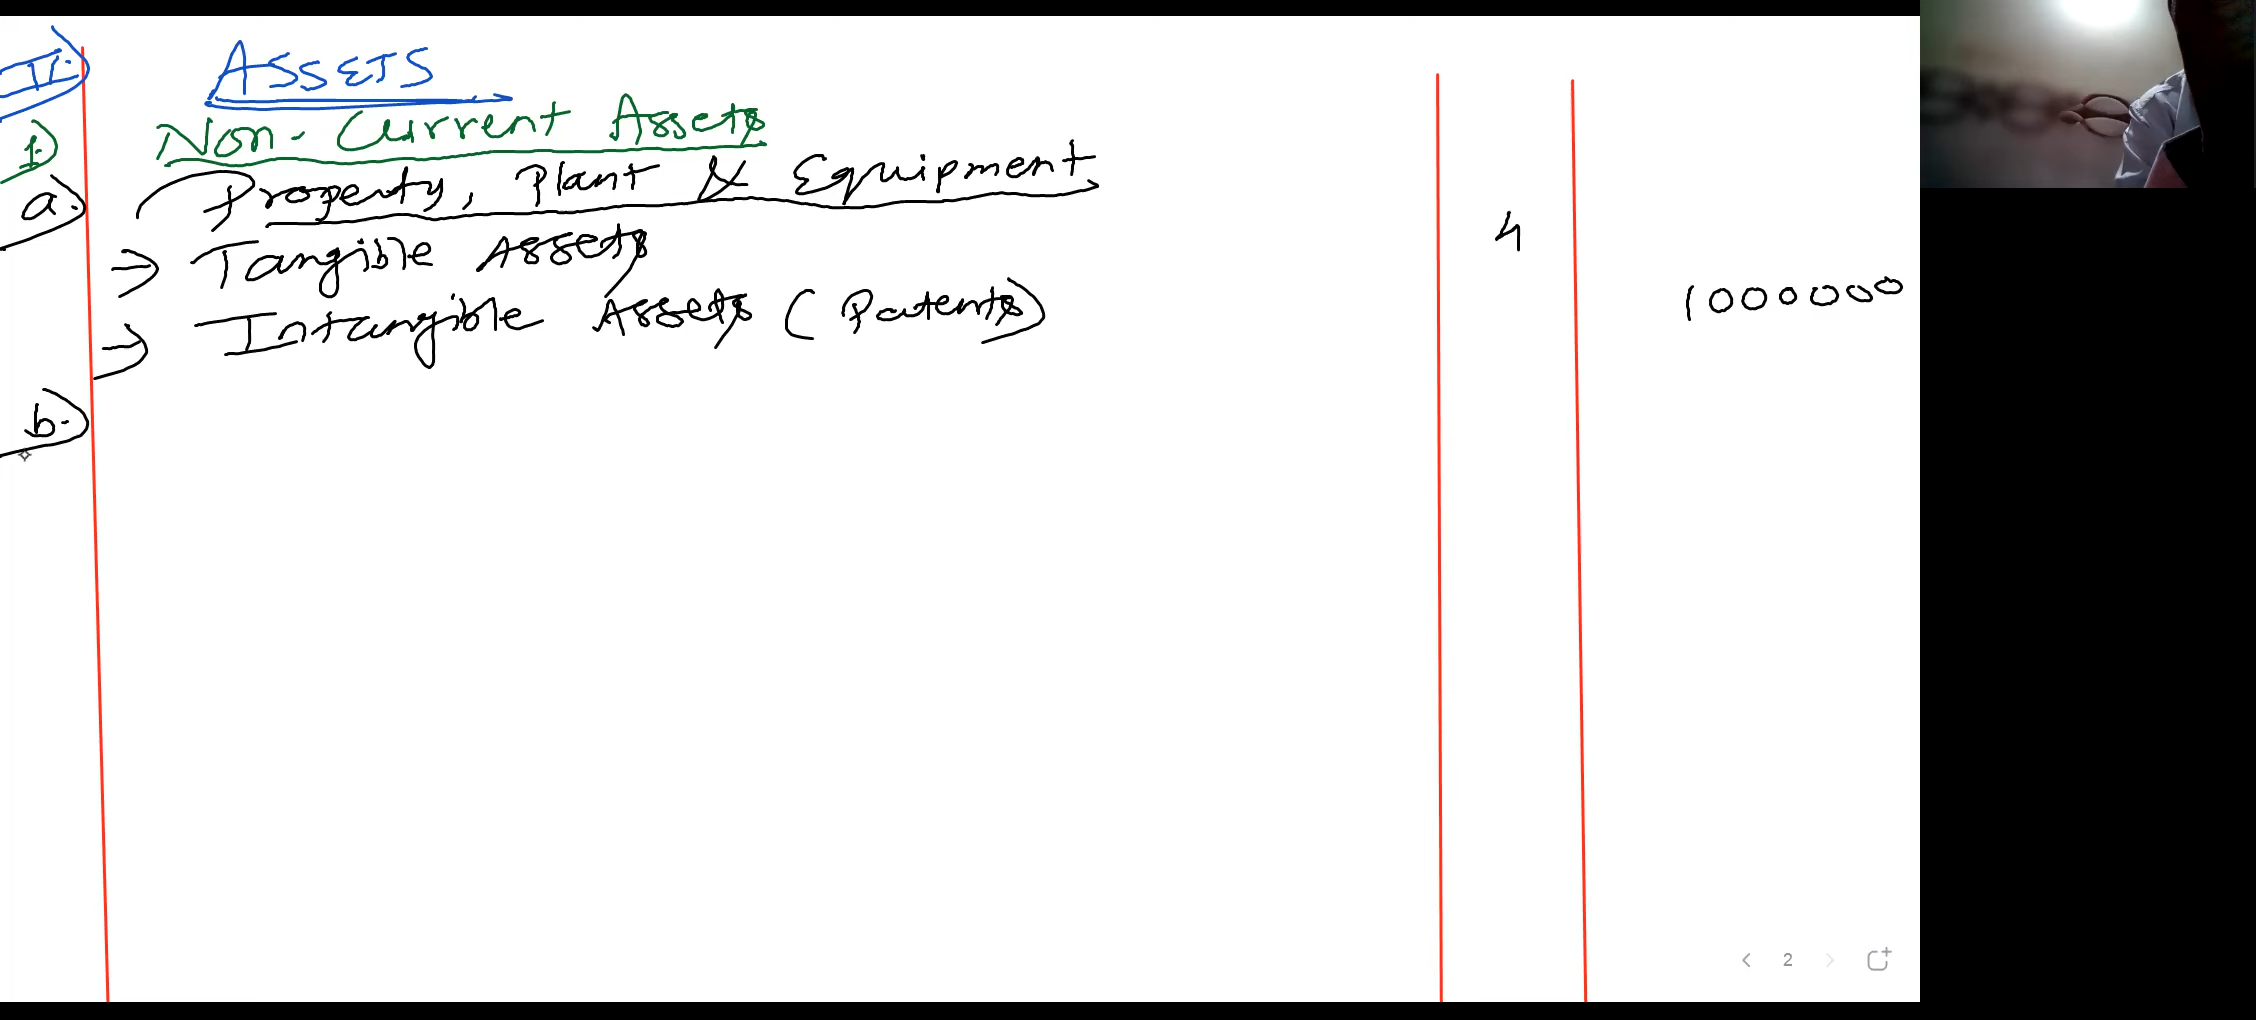 II. ASSETS
1) Non-Current Assets
a. Property, Plant & Equipment
→ Tangible Assets 4
→ Intangible Assets (Patents) 1000000
b.
2